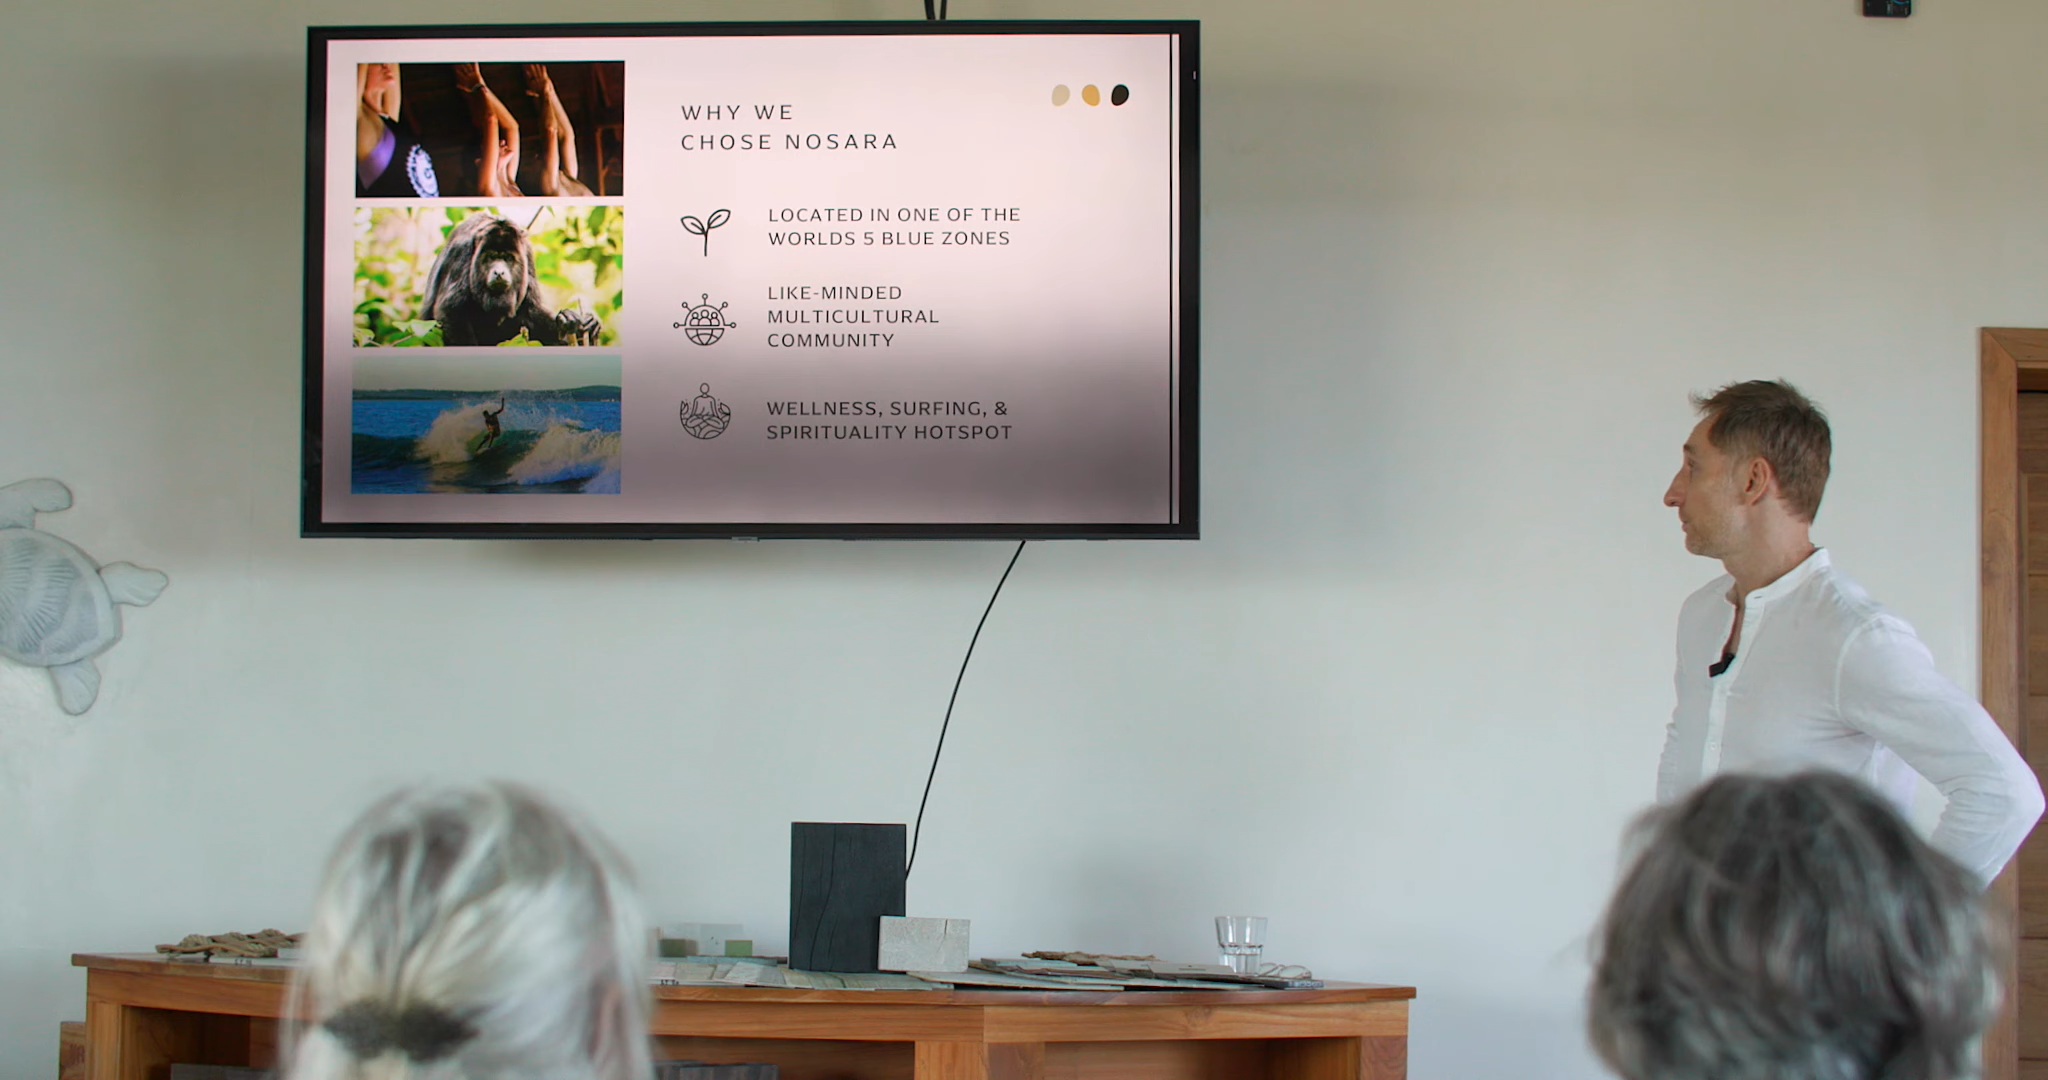 WHY WE
CHOSE NOSARA
LOCATED IN ONE OF THE
WORLDS 5 BLUE ZONES
LIKE-MINDED
MULTICULTURAL
COMMUNITY
WELLNESS, SURFING, &
SPIRITUALITY HOTSPOT